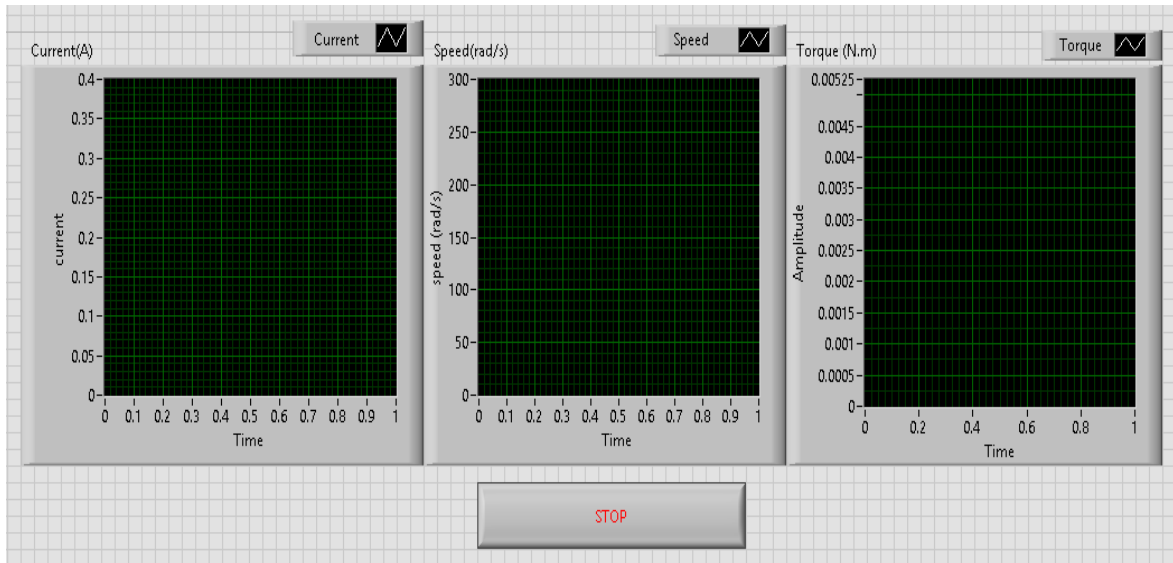 Current(A)
Current
0.4
0.35
0.3
0.25
0.2
0.15
0.1
0.05
0
current
0 0.1 0.2 0.3 0.4 0.5 0.6 0.7 0.8 0.9 1
Time
Speed(rad/s)
Speed
300
250
200
150
100
50
0
speed (rad/s)
0 0.1 0.2 0.3 0.4 0.5 0.6 0.7 0.8 0.9 1
Time
Torque (N.m)
Torque
0.00525
0.0045
0.004
0.0035
0.003
0.0025
0.002
0.0015
0.001
0.0005
0
Amplitude
0 0.2 0.4 0.6 0.8 1
Time
STOP